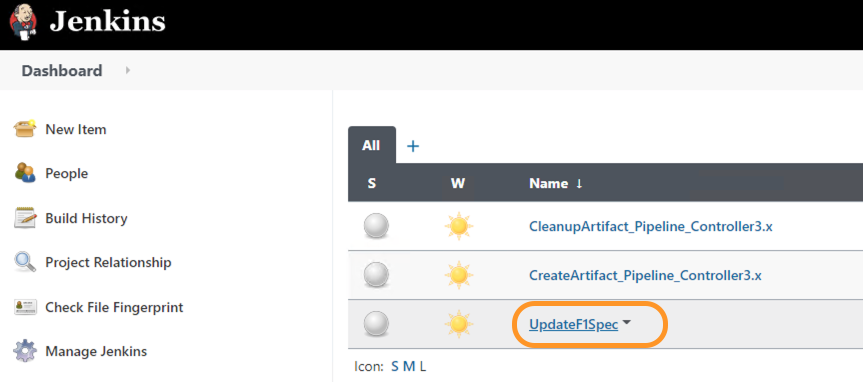 Jenkins
Dashboard
New Item
People
Build History
Project Relationship
Check File Fingerprint
Manage Jenkins
All +
S W Name ↓
CleanupArtifact_Pipeline_Controller3.x
CreateArtifact_Pipeline_Controller3.x
UpdateF1Spec
Icon: S M L